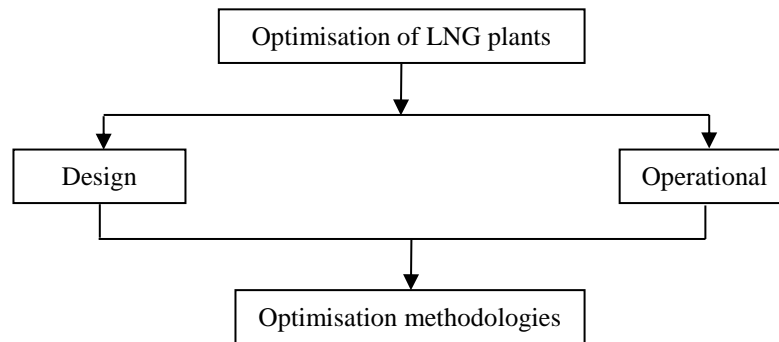 Optimisation of LNG plants
Design
Operational
Optimisation methodologies